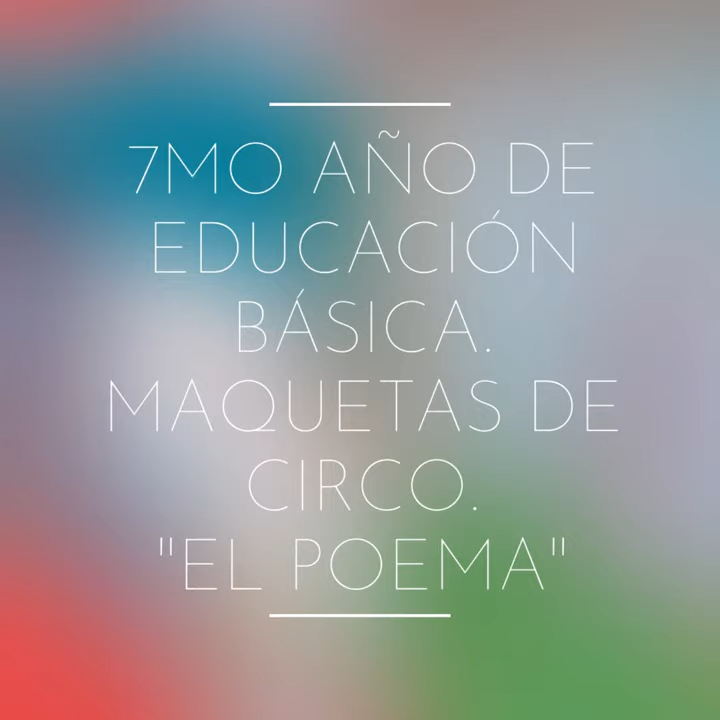 7MO AÑO DE
EDUCACIÓN
BÁSICA.
MAQUETAS DE
CIRCO.
"EL POEMA"